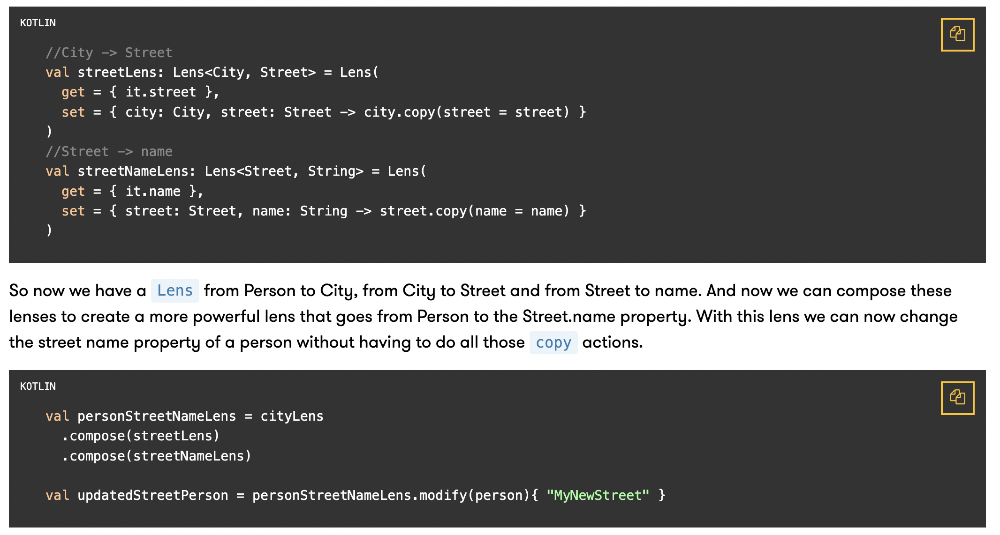 KOTLIN
//City -> Street
val streetLens: Lens<City, Street> = Lens(
  get = { it.street },
  set = { city: City, street: Street -> city.copy(street = street) }
)
//Street -> name
val streetNameLens: Lens<Street, String> = Lens(
  get = { it.name },
  set = { street: Street, name: String -> street.copy(name = name) }
)
So now we have a Lens from Person to City, from City to Street and from Street to name. And now we can compose these
lenses to create a more powerful lens that goes from Person to the Street.name property. With this lens we can now change
the street name property of a person without having to do all those copy actions.
KOTLIN
val personStreetNameLens = cityLens
  .compose(streetLens)
  .compose(streetNameLens)
val updatedStreetPerson = personStreetNameLens.modify(person){ "MyNewStreet" }